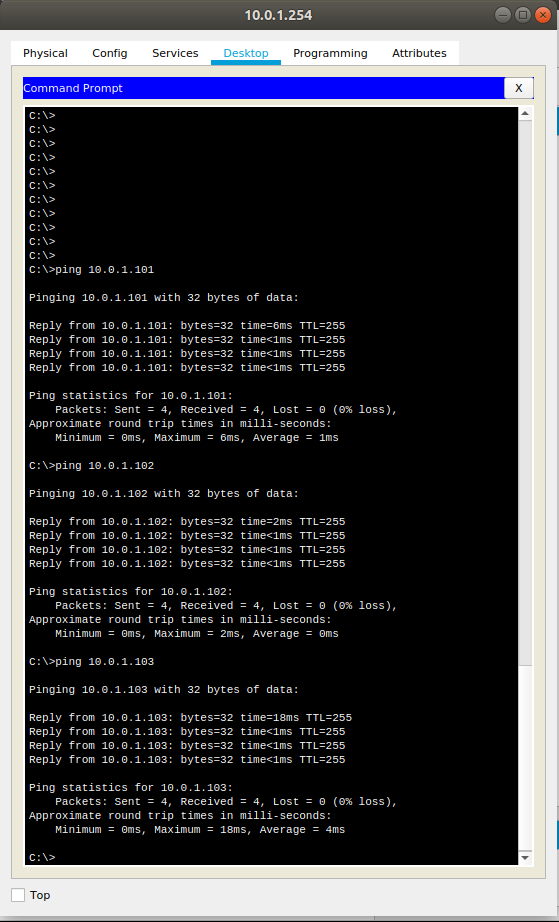 10.0.1.254
Physical Config Services Desktop Programming Attributes
Command Prompt X
C:\>
C:\>
C:\>
C:\>
C:\>
C:\>
C:\>
C:\>
C:\>
C:\>
C:\>
C:\>ping 10.0.1.101
Pinging 10.0.1.101 with 32 bytes of data:
Reply from 10.0.1.101: bytes=32 time=6ms TTL=255
Reply from 10.0.1.101: bytes=32 time<1ms TTL=255
Reply from 10.0.1.101: bytes=32 time<1ms TTL=255
Reply from 10.0.1.101: bytes=32 time<1ms TTL=255
Ping statistics for 10.0.1.101:
Packets: Sent = 4, Received = 4, Lost = 0 (0% loss),
Approximate round trip times in milli-seconds:
Minimum = 0ms, Maximum = 6ms, Average = 1ms
C:\>ping 10.0.1.102
Pinging 10.0.1.102 with 32 bytes of data:
Reply from 10.0.1.102: bytes=32 time=2ms TTL=255
Reply from 10.0.1.102: bytes=32 time<1ms TTL=255
Reply from 10.0.1.102: bytes=32 time<1ms TTL=255
Reply from 10.0.1.102: bytes=32 time<1ms TTL=255
Ping statistics for 10.0.1.102:
Packets: Sent = 4, Received = 4, Lost = 0 (0% loss),
Approximate round trip times in milli-seconds:
Minimum = 0ms, Maximum = 2ms, Average = 0ms
C:\>ping 10.0.1.103
Pinging 10.0.1.103 with 32 bytes of data:
Reply from 10.0.1.103: bytes=32 time=18ms TTL=255
Reply from 10.0.1.103: bytes=32 time<1ms TTL=255
Reply from 10.0.1.103: bytes=32 time<1ms TTL=255
Reply from 10.0.1.103: bytes=32 time<1ms TTL=255
Ping statistics for 10.0.1.103:
Packets: Sent = 4, Received = 4, Lost = 0 (0% loss),
Approximate round trip times in milli-seconds:
Minimum = 0ms, Maximum = 18ms, Average = 4ms
C:\>
Top